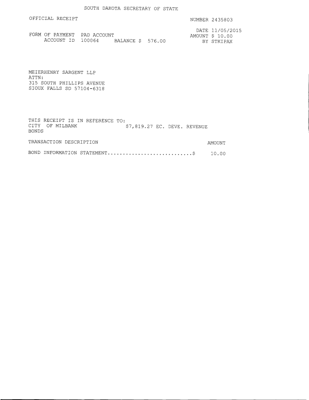 SOUTH DAKOTA SECRETARY OF STATE
OFFICIAL RECEIPT NUMBER 2435803
DATE 11/05/2015
FORM OF PAYMENT PAD ACCOUNT AMOUNT $ 10.00
ACCOUNT ID 100064 BALANCE $ 576.00 BY STRIPAR
MEIERHENRY SARGENT LLP
ATTN:
315 SOUTH PHILLIPS AVENUE
SIOUX FALLS SD 57104-6318
THIS RECEIPT IS IN REFERENCE TO:
CITY OF MILBANK $7,819.27 EC. DEVE. REVENUE
BONDS
TRANSACTION DESCRIPTION AMOUNT
BOND INFORMATION STATEMENT............................$ 10.00